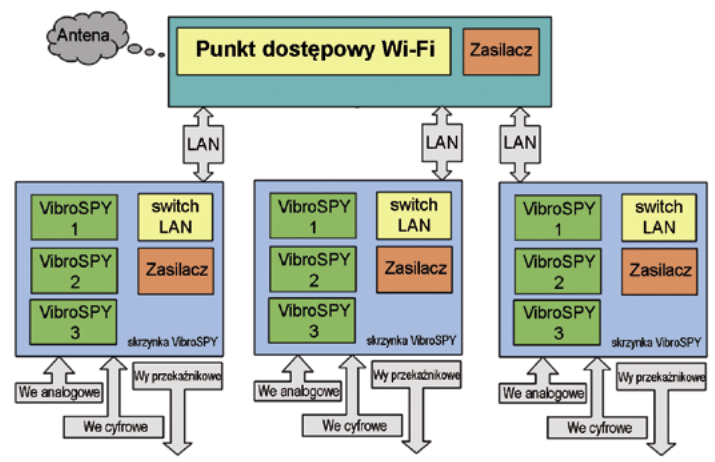 Antena
Punkt dostępowy Wi-Fi
Zasilacz
LAN
LAN
LAN
VibroSPY
1
switch
LAN
VibroSPY
2
Zasilacz
VibroSPY
3
skrzynka VibroSPY
VibroSPY
1
switch
LAN
VibroSPY
2
Zasilacz
VibroSPY
3
skrzynka VibroSPY
VibroSPY
1
switch
LAN
VibroSPY
2
Zasilacz
VibroSPY
3
skrzynka VibroSPY
We analogowe
Wy przekaźnikowe
We cyfrowe
We analogowe
Wy przekaźnikowe
We cyfrowe
We analogowe
Wy przekaźnikowe
We cyfrowe